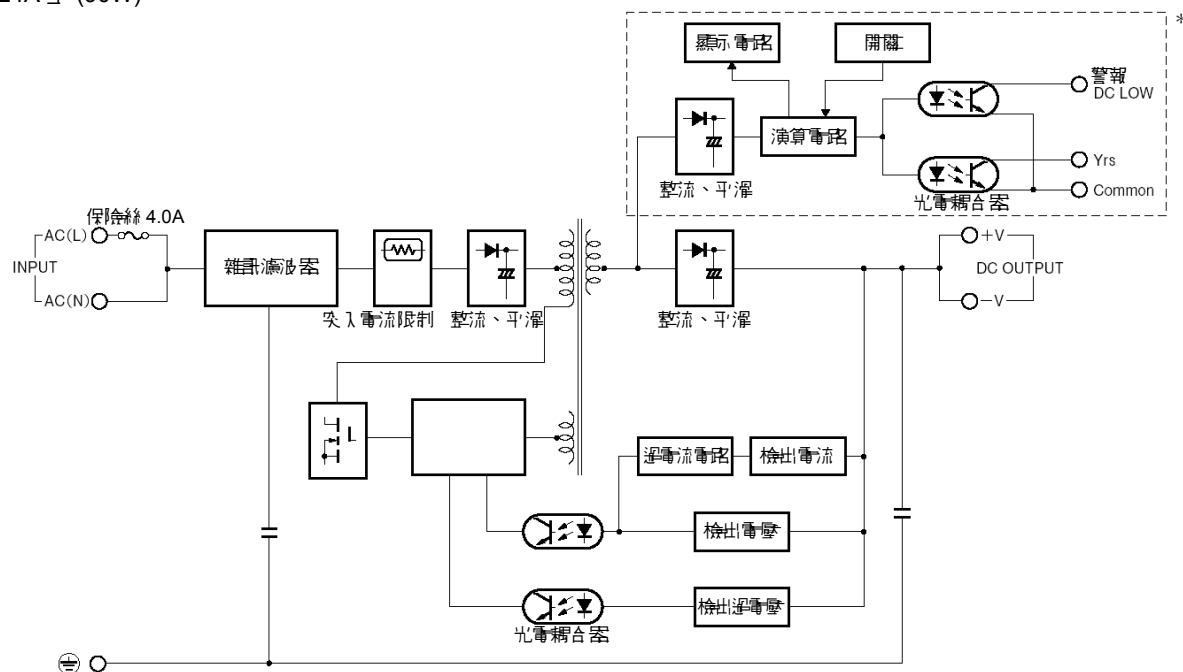 (90W)
*
顯示電路
開關
警報
DC LOW
演算電路
Yrs
Common
整流、平滑
光電耦合器
保險絲 4.0A
AC(L)
INPUT
AC(N)
雜訊濾波器
突入電流限制
整流、平滑
整流、平滑
+V
DC OUTPUT
−V
過電流電路
檢出電流
檢出電壓
檢出過電壓
光電耦合器